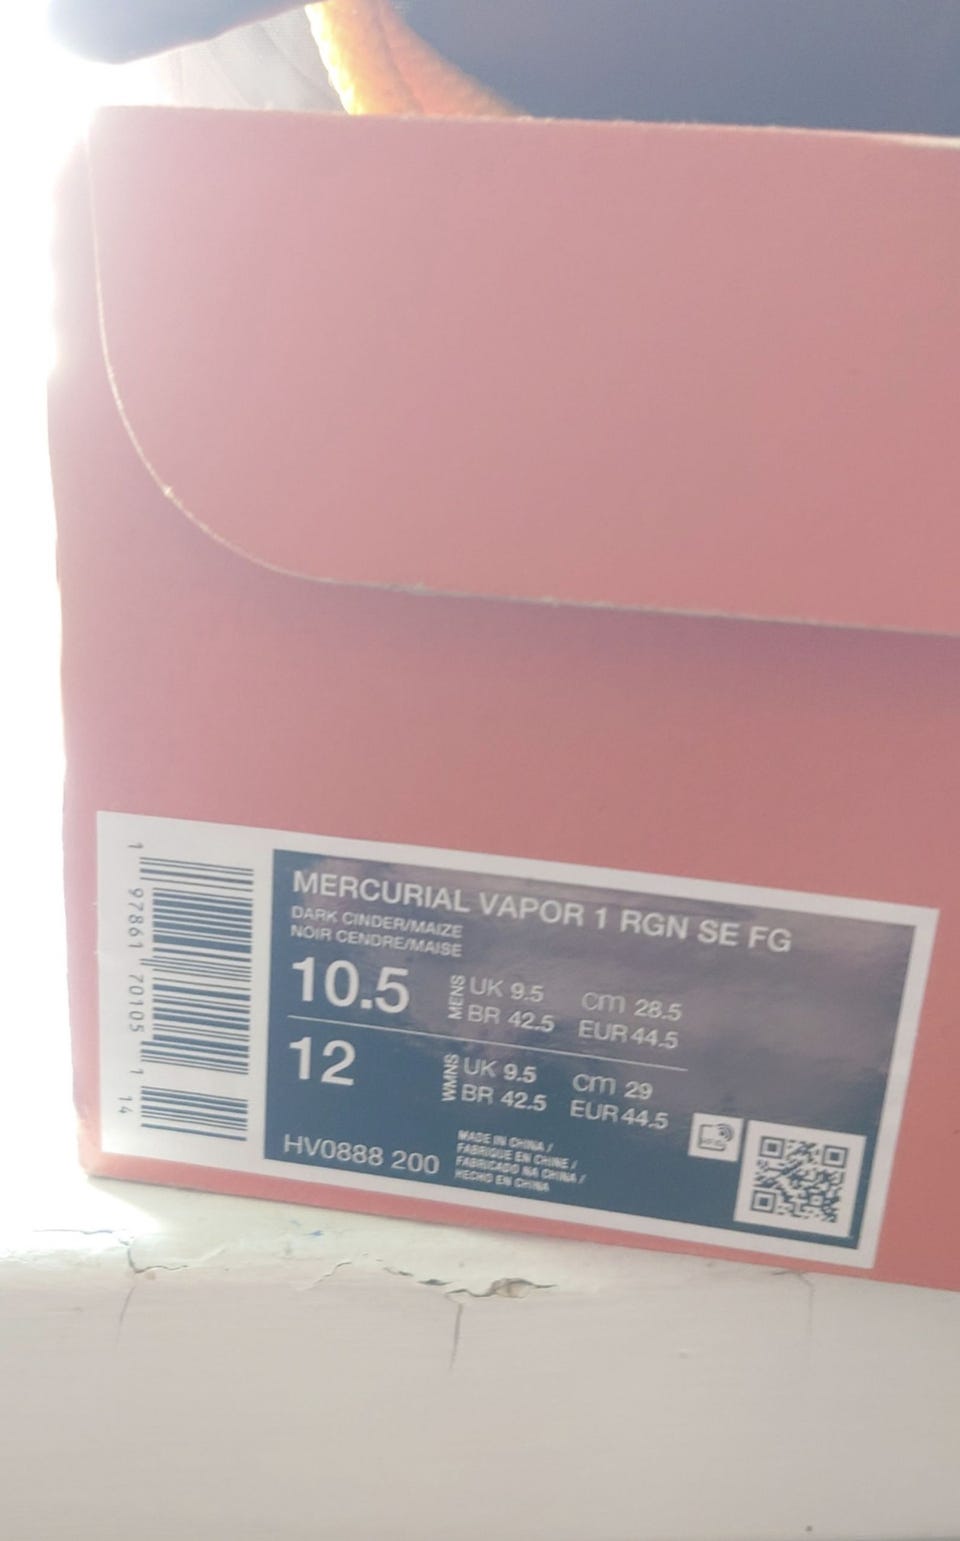 MERCURIAL VAPOR 1 RGN SE FG
DARK CINDER/MAIZE
NOIR CENDRE/MAISE
10.5
MENS
UK 9.5 cm 28.5
BR 42.5 EUR 44.5
12
WMNS
UK 9.5 cm 29
BR 42.5 EUR 44.5
HV0888 200
MADE IN CHINA /
FABRIQUE EN CHINE /
FABRICADO NA CHINA /
HECHO EN CHINA
RFID
1 97861 70105 1 14